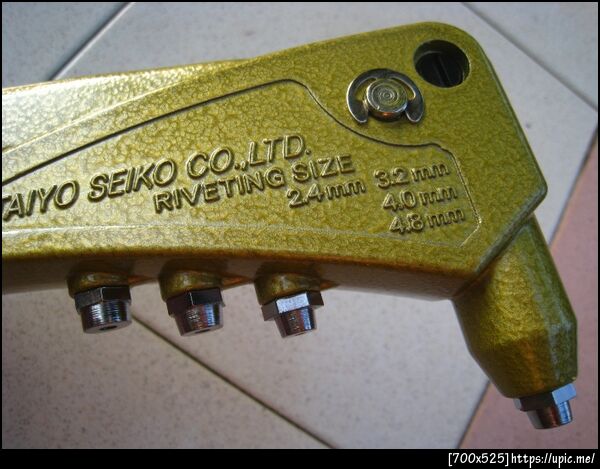 TAIYO SEIKO CO.,LTD.
RIVETING SIZE
2.4mm 3.2mm
4.0mm
4.8mm
[700x525]https://upic.me/